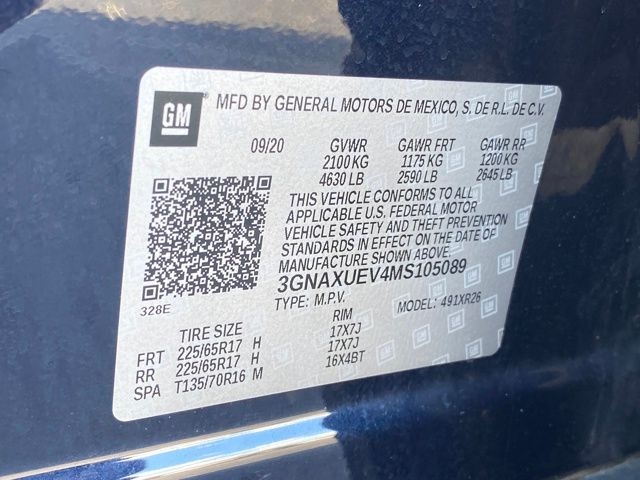 GM MFD BY GENERAL MOTORS DE MEXICO, S. DE R.L. DE C.V.
09/20 GVWR GAWR FRT GAWR RR
2100 KG 1175 KG 1200 KG
4630 LB 2590 LB 2645 LB
THIS VEHICLE CONFORMS TO ALL
APPLICABLE U.S. FEDERAL MOTOR
VEHICLE SAFETY AND THEFT PREVENTION
STANDARDS IN EFFECT ON THE DATE OF
MANUFACTURE SHOWN ABOVE.
3GNAXUEV4MS105089
328E TYPE: M.P.V. MODEL: 491XR26
TIRE SIZE RIM
FRT 225/65R17 H 17X7J
RR 225/65R17 H 17X7J
SPA T135/70R16 M 16X4BT